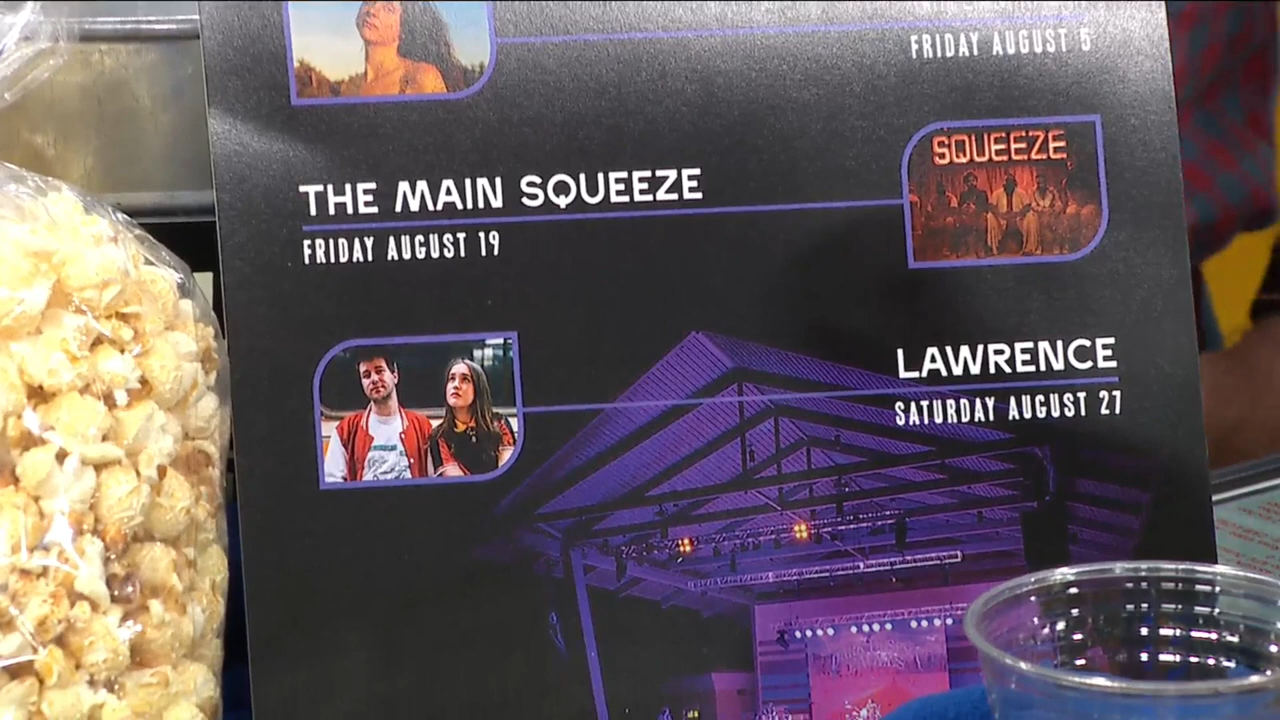 FRIDAY AUGUST 5
SQUEEZE
THE MAIN SQUEEZE
FRIDAY AUGUST 19
LAWRENCE
SATURDAY AUGUST 27